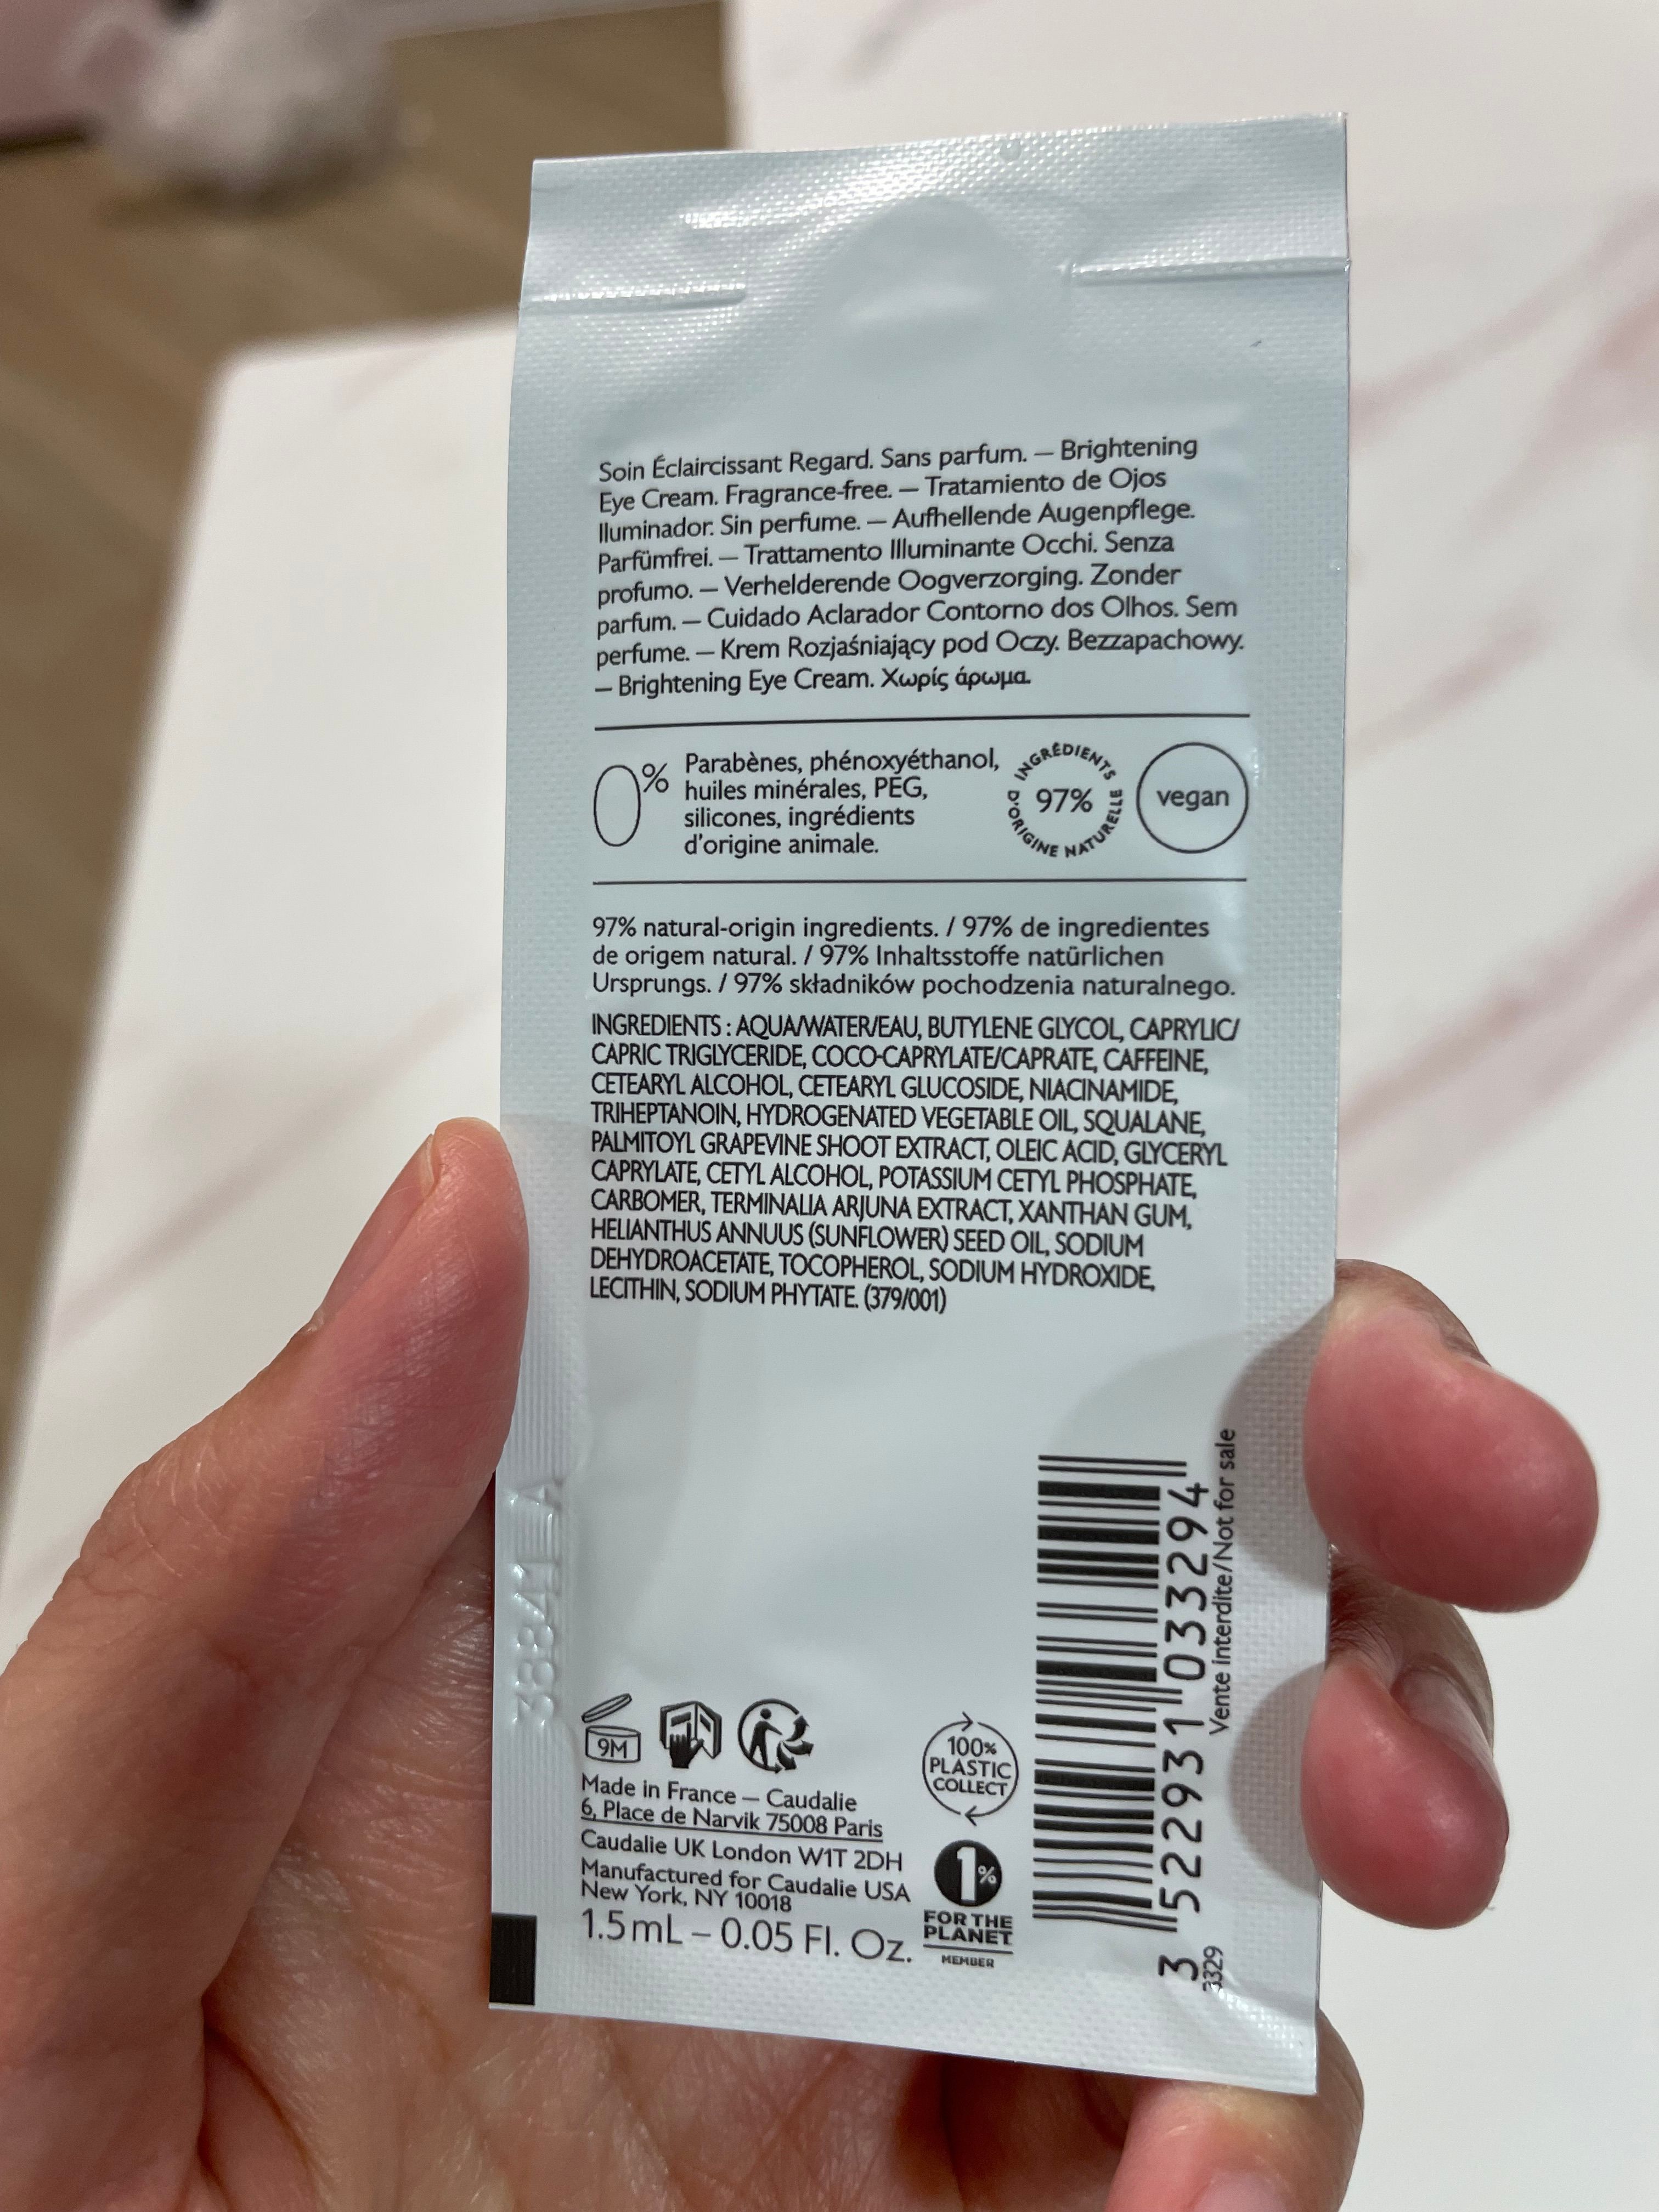 Soin Éclaircissant Regard. Sans parfum. — Brightening
Eye Cream. Fragrance-free. — Tratamiento de Ojos
Iluminador. Sin perfume. — Aufhellende Augenpflege.
Parfümfrei. — Trattamento Illuminante Occhi. Senza
profumo. — Verhelderende Oogverzorging. Zonder
parfum. — Cuidado Aclarador Contorno dos Olhos. Sem
perfume. — Krem Rozjaśniający pod Oczy. Bezzapachowy.
— Brightening Eye Cream. Χωρίς άρωμα.
0%
Parabènes, phénoxyéthanol,
huiles minérales, PEG,
silicones, ingrédients
d'origine animale.
INGRÉDIENTS D'ORIGINE NATURELLE
97%
vegan
97% natural-origin ingredients. / 97% de ingredientes
de origem natural. / 97% Inhaltsstoffe natürlichen
Ursprungs. / 97% składników pochodzenia naturalnego.
INGREDIENTS : AQUA/WATER/EAU, BUTYLENE GLYCOL, CAPRYLIC/
CAPRIC TRIGLYCERIDE, COCO-CAPRYLATE/CAPRATE, CAFFEINE,
CETEARYL ALCOHOL, CETEARYL GLUCOSIDE, NIACINAMIDE,
TRIHEPTANOIN, HYDROGENATED VEGETABLE OIL, SQUALANE,
PALMITOYL GRAPEVINE SHOOT EXTRACT, OLEIC ACID, GLYCERYL
CAPRYLATE, CETYL ALCOHOL, POTASSIUM CETYL PHOSPHATE,
CARBOMER, TERMINALIA ARJUNA EXTRACT, XANTHAN GUM,
HELIANTHUS ANNUUS (SUNFLOWER) SEED OIL, SODIUM
DEHYDROACETATE, TOCOPHEROL, SODIUM HYDROXIDE,
LECITHIN, SODIUM PHYTATE. (379/001)
3 522931 033294
Vente interdite/Not for sale
3329
9M
100%
PLASTIC
COLLECT
Made in France — Caudalie
6, Place de Narvik 75008 Paris
Caudalie UK London W1T 2DH
Manufactured for Caudalie USA
New York, NY 10018
1.5 mL – 0.05 Fl. Oz.
1%
FOR THE
PLANET
MEMBER